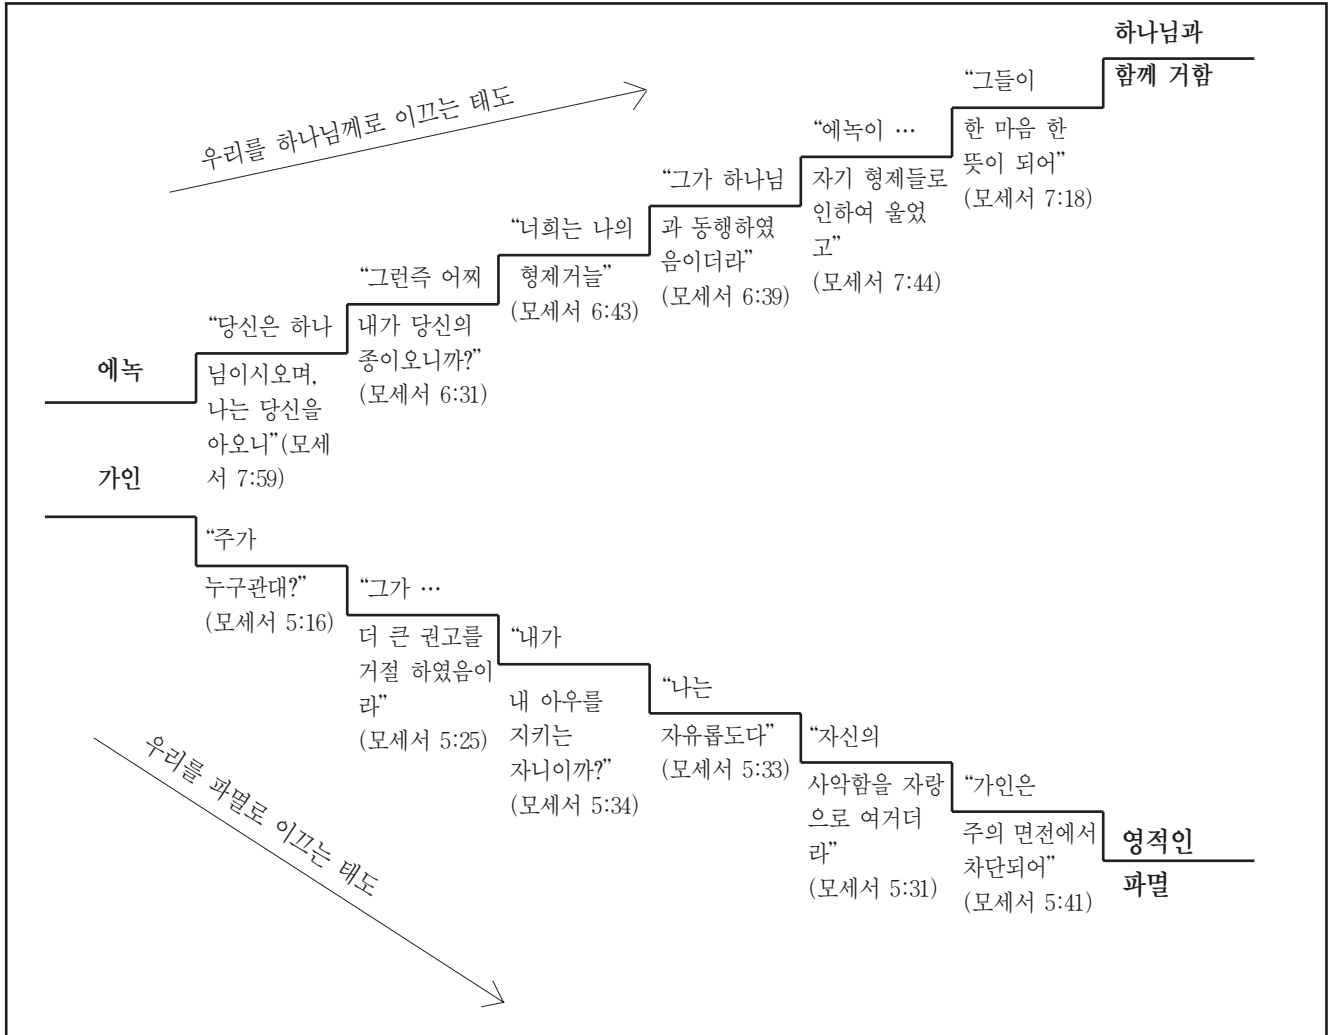 우리를 하나님께로 이끄는 태도
에녹
“당신은 하나
님이시오며,
나는 당신을
아오니”(모세
서 7:59)
“그런즉 어찌
내가 당신의
종이오니까?”
(모세서 6:31)
“너희는 나의
형제거늘”
(모세서 6:43)
“그가 하나님
과 동행하였
음이더라”
(모세서 6:39)
“에녹이 …
자기 형제들로
인하여 울었
고”
(모세서 7:44)
“그들이
한 마음 한
뜻이 되어”
(모세서 7:18)
하나님과
함께 거함
가인
“주가
누구관대?”
(모세서 5:16)
“그가 …
더 큰 권고를
거절 하였음이
라”
(모세서 5:25)
“내가
내 아우를
지키는
자니이까?”
(모세서 5:34)
“나는
자유롭도다”
(모세서 5:33)
“자신의
사악함을 자랑
으로 여거더
라”
(모세서 5:31)
“가인은
주의 면전에서
차단되어”
(모세서 5:41)
영적인
파멸
우리를 파멸로 이끄는 태도